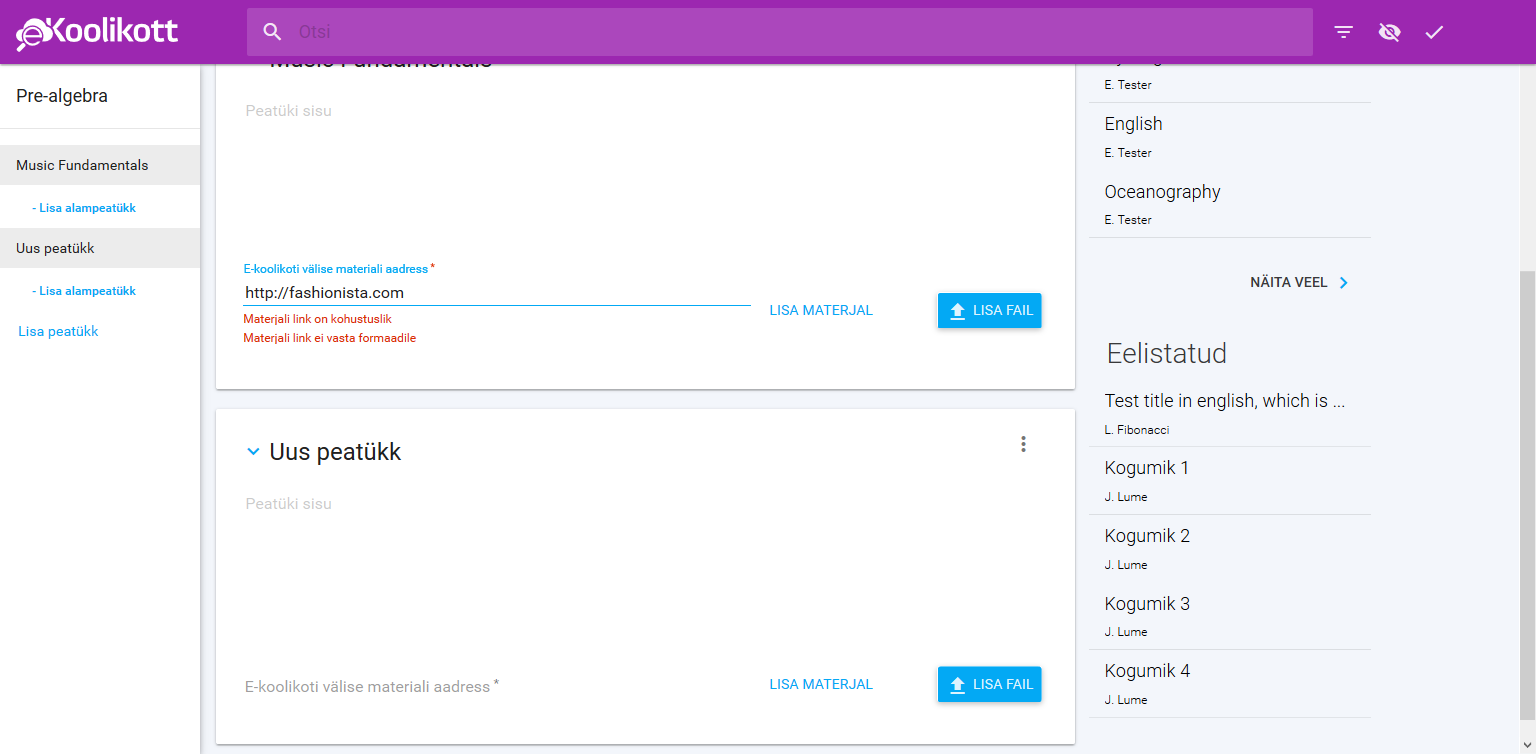 eKoolikott
Otsi
Pre-algebra
Music Fundamentals
- Lisa alampeatükk
Uus peatükk
- Lisa alampeatükk
Lisa peatükk
Music Fundamentals
Peatüki sisu
E-koolikoti välise materiali aadress *
http://fashionista.com
Materjali link on kohustuslik
Materjali link ei vasta formaadile
LISA MATERJAL
LISA FAIL
Uus peatükk
Peatüki sisu
E-koolikoti välise materiali aadress *
LISA MATERJAL
LISA FAIL
E. Tester
English
E. Tester
Oceanography
E. Tester
NÄITA VEEL
Eelistatud
Test title in english, which is ...
L. Fibonacci
Kogumik 1
J. Lume
Kogumik 2
J. Lume
Kogumik 3
J. Lume
Kogumik 4
J. Lume